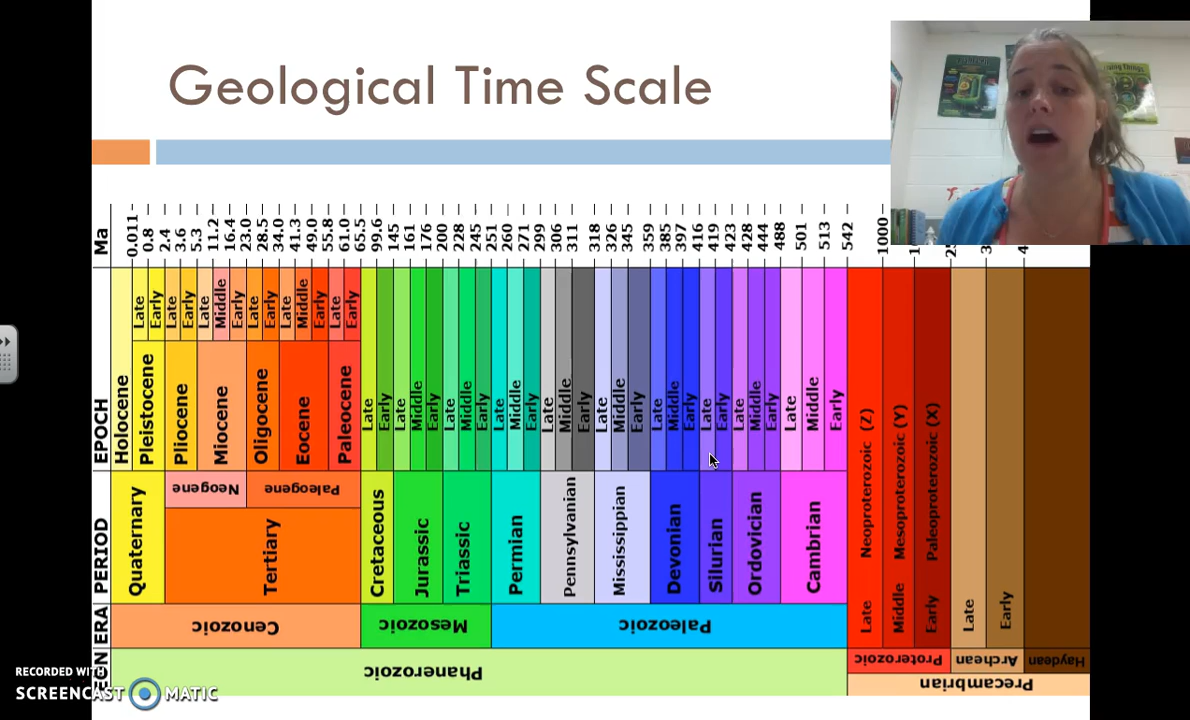 Geological Time Scale
Ma
0.011
0.8
2.4
3.6
5.3
11.2
16.4
23.0
28.5
34.0
41.3
49.0
55.8
61.0
65.5
99.6
145
161
176
200
228
245
251
260
271
299
306
311
318
326
345
359
385
397
416
419
423
428
444
488
501
513
542
1000
EPOCH
Late
Early
Late
Early
Late
Middle
Early
Late
Early
Late
Middle
Early
Late
Early
Holocene
Pleistocene
Pliocene
Miocene
Oligocene
Eocene
Paleocene
Late
Early
Late
Middle
Early
Late
Middle
Early
Late
Middle
Early
Late
Middle
Early
Late
Middle
Early
Late
Middle
Early
Late
Early
Late
Middle
Early
Late
Middle
Early
PERIOD
Quaternary
Neogene
Paleogene
Tertiary
Cretaceous
Jurassic
Triassic
Permian
Pennsylvanian
Mississippian
Devonian
Silurian
Ordovician
Cambrian
Late Neoproterozoic (Z)
Middle Mesoproterozoic (Y)
Early Paleoproterozoic (X)
Late
Early
ERA
Cenozoic
Mesozoic
Paleozoic
Proterozoic
Archean
Haydean
EON
Phanerozoic
Precambrian
RECORDED WITH
SCREENCAST MATIC